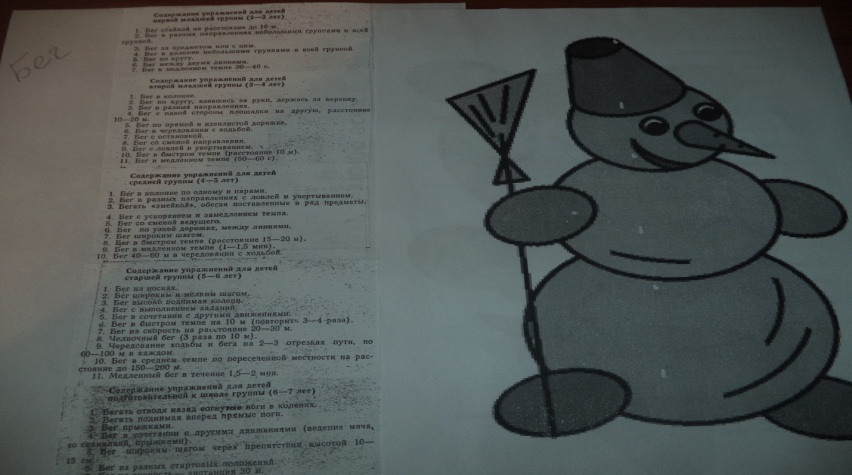 Бег
Содержание упражнений для детей
первой младшей группы (2—3 лет)
1. Бег стайкой на расстояние до 10 м.
2. Бег в разных направлениях небольшими группами и всей
группой.
3. Бег за предметом или с ним.
4. Бег в колонне небольшими группами и всей группой.
5. Бег по кругу.
6. Бег между двумя линиями.
7. Бег в медленном темпе 30—40 с.
Содержание упражнений для детей
второй младшей группы (3—4 лет)
1. Бег в колонне.
2. Бег по кругу, взявшись за руки, держась за веревку.
3. Бег в разных направлениях.
4. Бег с одной стороны площадки на другую, расстояние
10—20 м.
5. Бег по прямой и извилистой дорожке.
6. Бег в чередовании с ходьбой.
7. Бег с остановкой.
8. Бег со сменой направления.
9. Бег с ловлей и увертыванием.
10. Бег в быстром темпе (расстояние 10 м).
11. Бег в медленном темпе (50—60 с).
Содержание упражнений для детей
средней группы (4—5 лет)
1. Бег в колонне по одному и парами.
2. Бег в разных направлениях с ловлей и увертыванием.
3. Бегать «змейкой», обегая поставленные в ряд предметы.
4. Бег с ускорением и замедлением темпа.
5. Бег со сменой ведущего.
6. Бег по узкой дорожке, между линиями.
7. Бег широким шагом.
8. Бег в быстром темпе (расстояние 15—20 м).
9. Бег в медленном темпе (1—1,5 мин).
10. Бег 40—60 м в чередовании с ходьбой.
Содержание упражнений для детей
старшей группы (5—6 лет)
1. Бег на носках.
2. Бег широким и мелким шагом.
3. Бег высоко поднимая колени.
4. Бег с выполнением заданий.
5. Бег в сочетании с другими движениями.
6. Бег в быстром темпе на 10 м (повторить 3—4 раза).
7. Бег на скорость на расстояние 20—30 м.
8. Челночный бег (3 раза по 10 м).
9. Чередование ходьбы и бега на 2—3 отрезках пути, по
60—100 м в каждом.
10. Бег в среднем темпе по пересеченной местности на рас-
стояние до 150—200 м.
11. Медленный бег в течение 1,5—2 мин.
Содержание упражнений для детей
подготовительной к школе группы (6—7 лет)
1. Бегать отводя назад согнутые ноги в коленях.
2. Бегать поднимая вперед прямые ноги.
3. Бег прыжками.
4. Бег в сочетании с другими движениями (ведения мяча,
со скакалкой, прыжками).
5. Бег широким шагом через препятствия высотой 10—
15 см.
6. Бег из разных стартовых положений.
дистанция 30 м.